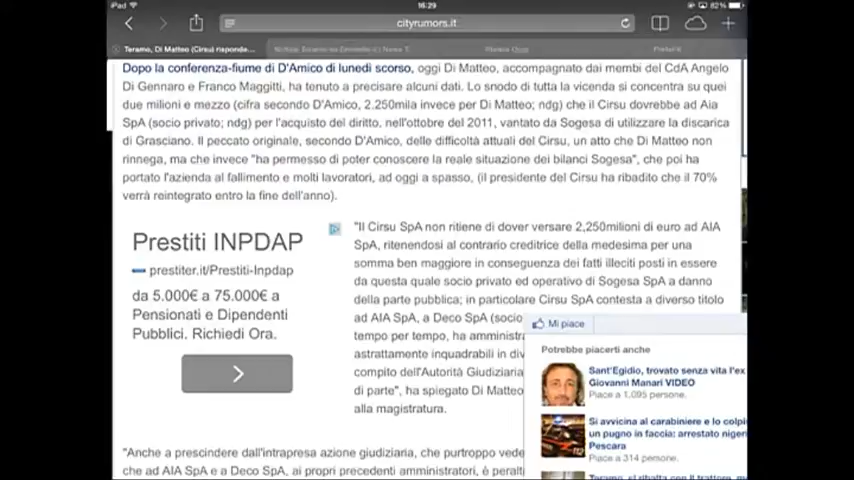 iPad
16:29
82%
cityrumors.it
Teramo, Di Matteo (Cirsu) risponde...
Dopo la conferenza-fiume di D'Amico di lunedì scorso, oggi Di Matteo, accompagnato dai membi del CdA Angelo
Di Gennaro e Franco Maggitti, ha tenuto a precisare alcuni dati. Lo snodo di tutta la vicenda si concentra su quei
due milioni e mezzo (cifra secondo D'Amico, 2.250mila invece per Di Matteo; ndg) che il Cirsu dovrebbe ad Aia
SpA (socio privato; ndg) per l'acquisto del diritto, nell'ottobre del 2011, vantato da Sogesa di utilizzare la discarica
di Grasciano. Il peccato originale, secondo D'Amico, delle difficoltà attuali del Cirsu, un atto che Di Matteo non
rinnega, ma che invece "ha permesso di poter conoscere la reale situazione dei bilanci Sogesa", che poi ha
portato l'azienda al fallimento e molti lavoratori, ad oggi a spasso, (il presidente del Cirsu ha ribadito che il 70%
verrà reintegrato entro la fine dell'anno).
Prestiti INPDAP
prestiter.it/Prestiti-Inpdap
da 5.000€ a 75.000€ a
Pensionati e Dipendenti
Pubblici. Richiedi Ora.
"Il Cirsu SpA non ritiene di dover versare 2,250milioni di euro ad AIA
SpA, ritenendosi al contrario creditrice della medesima per una
somma ben maggiore in conseguenza dei fatti illeciti posti in essere
da questa quale socio privato ed operativo di Sogesa SpA a danno
della parte pubblica; in particolare Cirsu SpA contesta a diverso titolo
ad AIA SpA, a Deco SpA (socio
tempo per tempo, ha amministra
astrattamente inquadrabili in div
compito dell'Autorità Giudiziaria
di parte", ha spiegato Di Matteo
alla magistratura.
"Anche a prescindere dall'intrapresa azione giudiziaria, che purtroppo vede
che ad AIA SpA e a Deco SpA, ai propri precedenti amministratori, è peralt
Mi piace
Potrebbe piacerti anche
Sant'Egidio, trovato senza vita l'ex
Giovanni Manari VIDEO
Piace a 1.095 persone.
Si avvicina al carabiniere e lo colpi
un pugno in faccia: arrestato niger
Pescara
Piace a 314 persone.
Teramo, si ribalta con il trattore, m